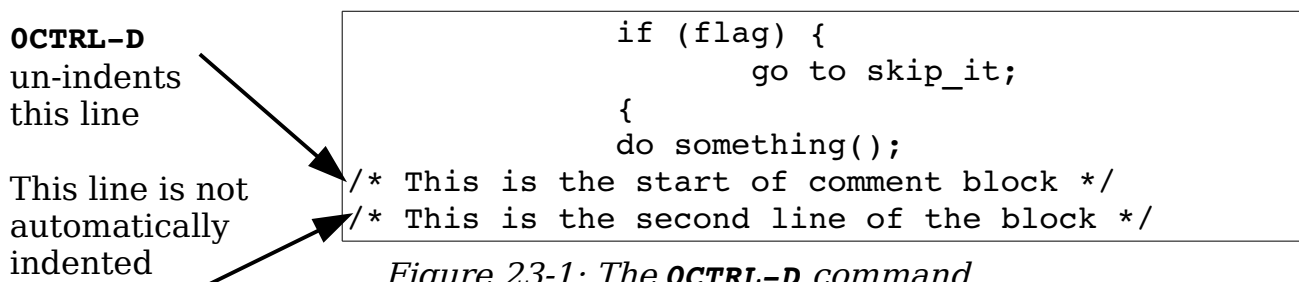 0CTRL-D
un-indents
this line
This line is not
automatically
indented
if (flag) {
go to skip_it;
{
do something();
/* This is the start of comment block */
/* This is the second line of the block */
Figure 23-1: The 0CTRL-D command